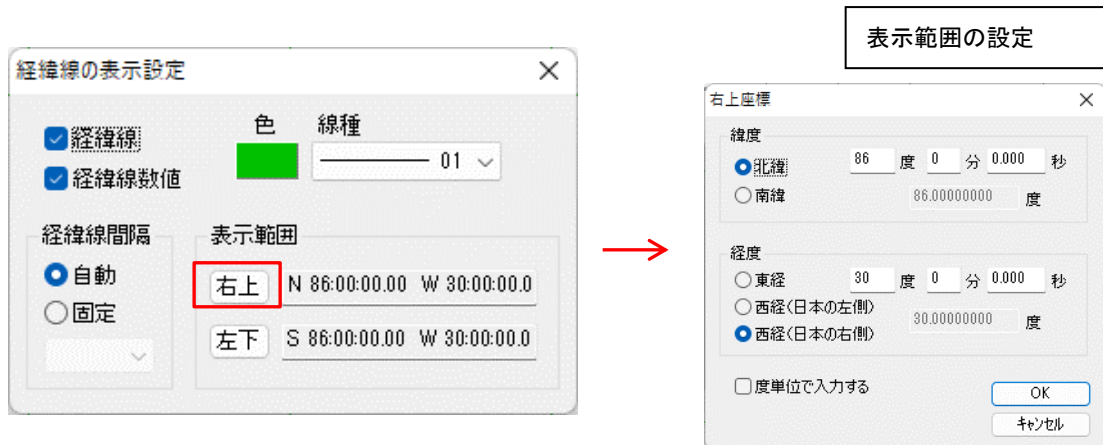 表示範囲の設定
経緯線の表示設定
経緯線
経緯線数値
色
線種
01
経緯線間隔
自動
固定
表示範囲
右上 N 86:00:00.00 W 30:00:00.0
左下 S 86:00:00.00 W 30:00:00.0
右上座標
緯度
北緯 86 度 0 分 0.000 秒
南緯 86.00000000 度
経度
東経 30 度 0 分 0.000 秒
西経(日本の左側)
30.00000000 度
西経(日本の右側)
度単位で入力する
OK
キャンセル